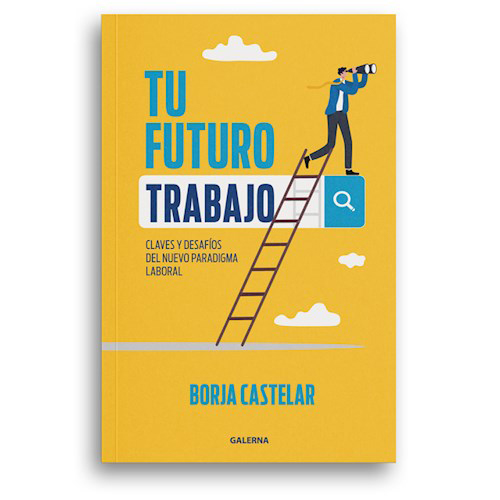 TU
FUTURO
TRABAJO
CLAVES Y DESAFÍOS
DEL NUEVO PARADIGMA
LABORAL
BORJA CASTELAR
GALERNA